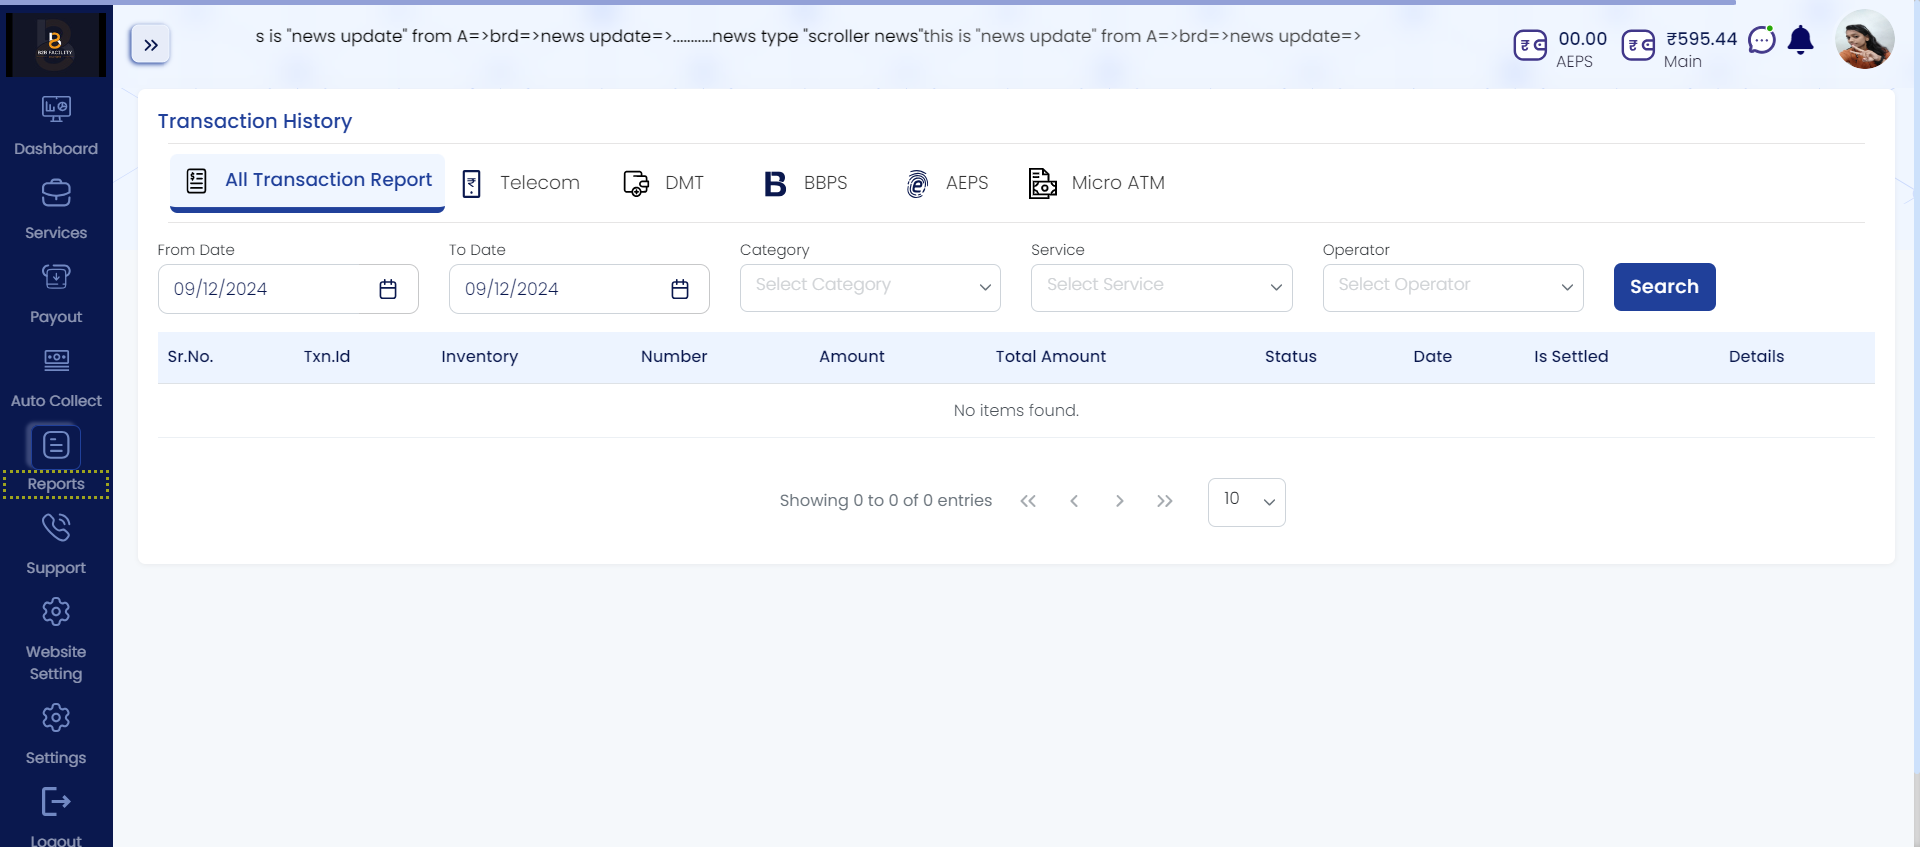 B2B FACILITY
s is "news update" from A=>brd=>news update=>...........news type "scroller news"this is "news update" from A=>brd=>news update=>
00.00
AEPS
₹595.44
Main
Dashboard
Services
Payout
Auto Collect
Reports
Support
Website
Setting
Settings
Logout
Transaction History
All Transaction Report
Telecom
DMT
BBPS
AEPS
Micro ATM
From Date
To Date
Category
Service
Operator
09/12/2024
09/12/2024
Select Category
Select Service
Select Operator
Search
Sr.No. Txn.Id Inventory Number Amount Total Amount Status Date Is Settled Details
No items found.
Showing 0 to 0 of 0 entries
10